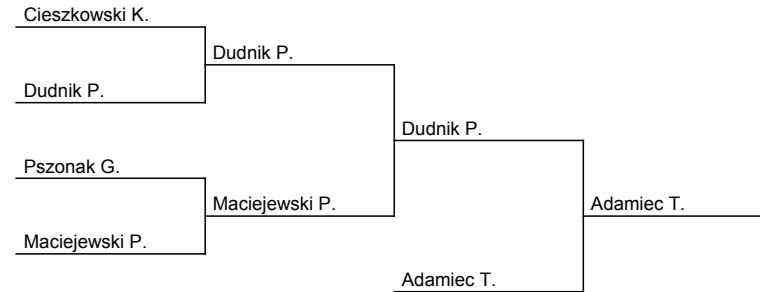 Cieszkowski K.
Dudnik P.
Dudnik P.
Dudnik P.
Pszonak G.
Maciejewski P.
Adamiec T.
Maciejewski P.
Adamiec T.